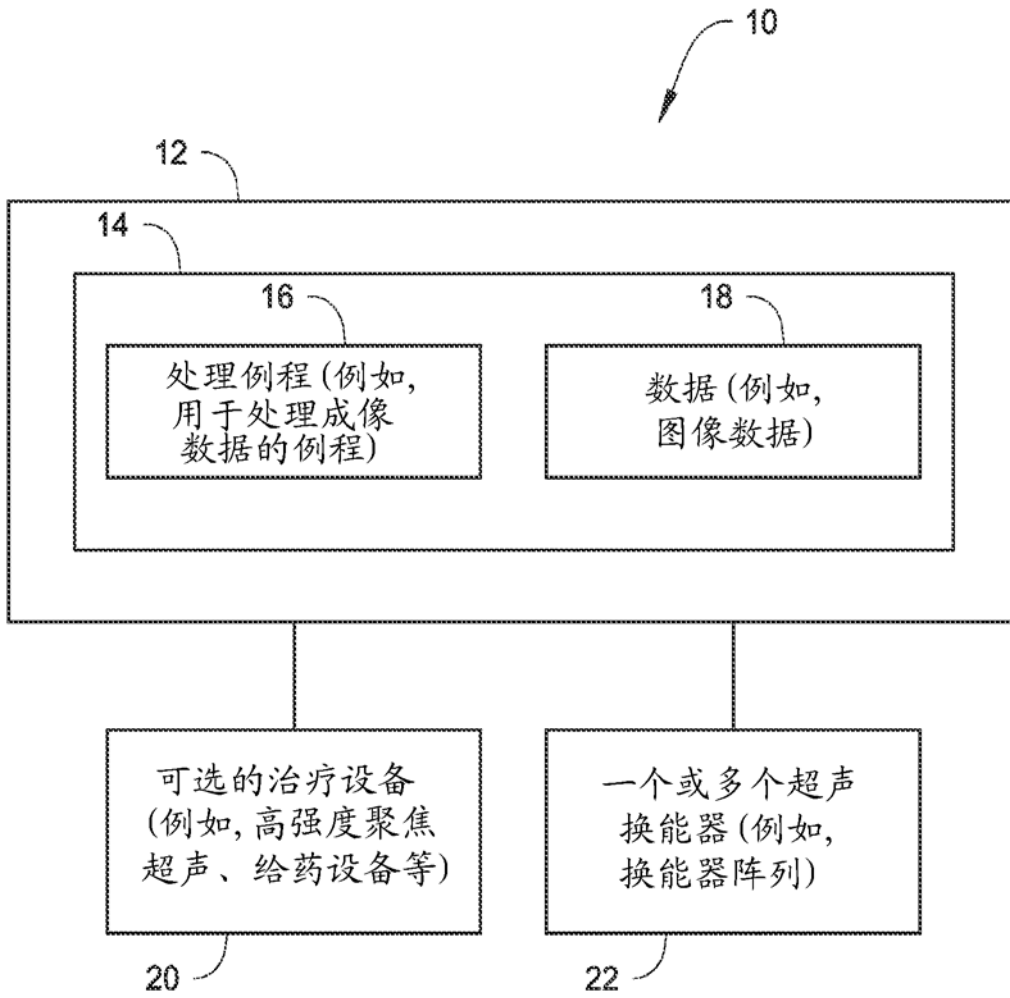 10
12
14
16
18
处理例程(例如,
用于处理成像
数据的例程)
数据(例如,
图像数据)
可选的治疗设备
(例如,高强度聚焦
超声、给药设备等)
一个或多个超声
换能器(例如,
换能器阵列)
20
22